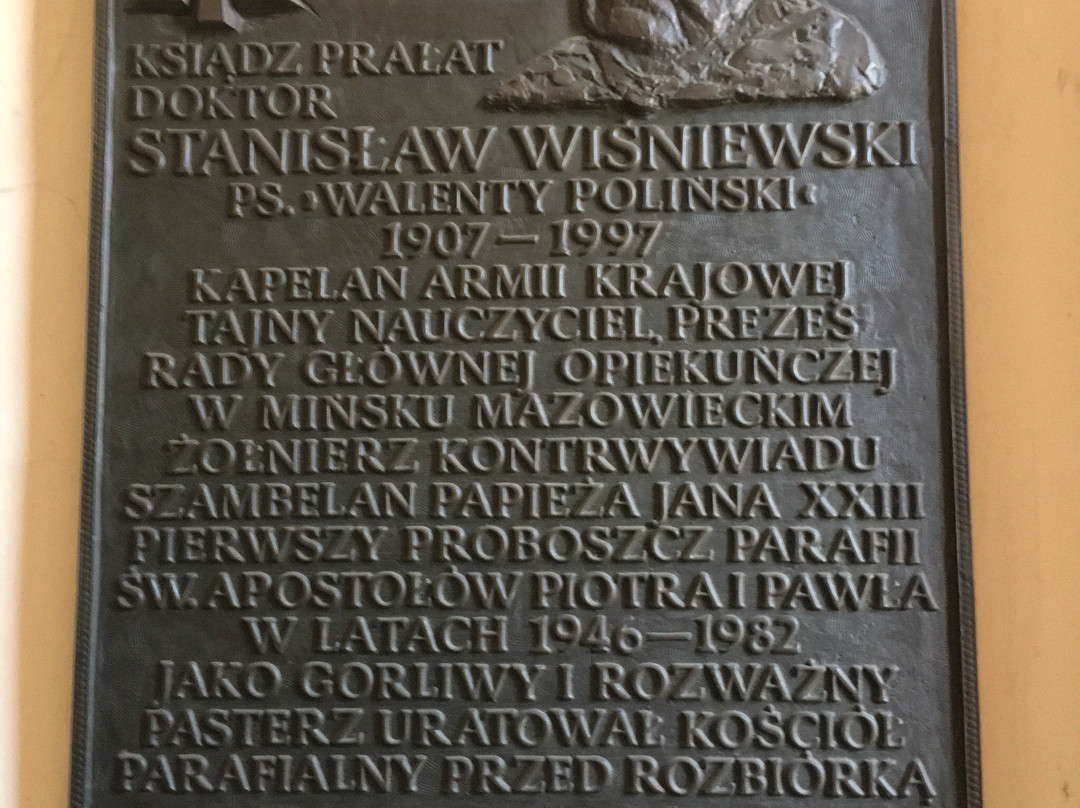 KSIĄDZ PRAŁAT
DOKTOR
STANISŁAW WIŚNIEWSKI
PS. »WALENTY POLIŃSKI«
1907—1997
KAPELAN ARMII KRAJOWEJ
TAJNY NAUCZYCIEL, PREZES
RADY GŁÓWNEJ OPIEKUŃCZEJ
W MIŃSKU MAZOWIECKIM
ŻOŁNIERZ KONTRWYWIADU
SZAMBELAN PAPIEŻA JANA XXIII
PIERWSZY PROBOSZCZ PARAFII
ŚW. APOSTOŁÓW PIOTRA I PAWŁA
W LATACH 1946—1982
JAKO GORLIWY I ROZWAŻNY
PASTERZ URATOWAŁ KOŚCIÓŁ
PARAFIALNY PRZED ROZBIÓRKĄ